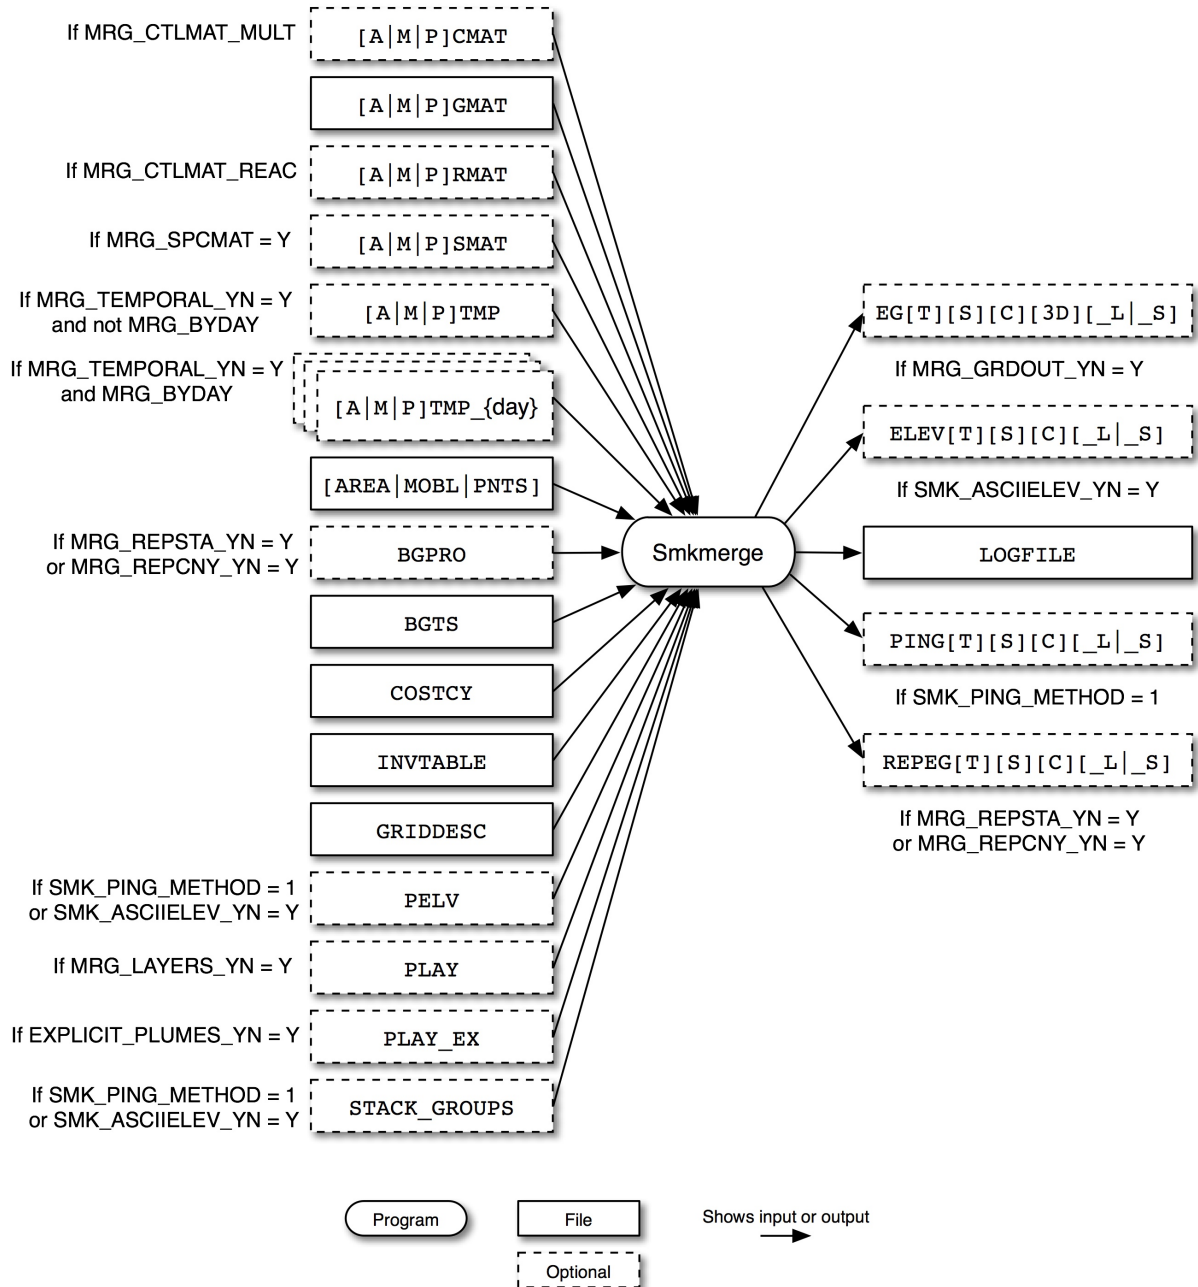 If MRG_CTLMAT_MULT
[A|M|P]CMAT
[A|M|P]GMAT
If MRG_CTLMAT_REAC
[A|M|P]RMAT
If MRG_SPCMAT = Y
[A|M|P]SMAT
If MRG_TEMPORAL_YN = Y
and not MRG_BYDAY
[A|M|P]TMP
If MRG_TEMPORAL_YN = Y
and MRG_BYDAY
[A|M|P]TMP_{day}
[AREA|MOBL|PNTS]
If MRG_REPSTA_YN = Y
or MRG_REPCNY_YN = Y
BGPRO
BGTS
COSTCY
INVTABLE
GRIDDESC
If SMK_PING_METHOD = 1
or SMK_ASCIIELEV_YN = Y
PELV
If MRG_LAYERS_YN = Y
PLAY
If EXPLICIT_PLUMES_YN = Y
PLAY_EX
If SMK_PING_METHOD = 1
or SMK_ASCIIELEV_YN = Y
STACK_GROUPS
Smkmerge
EG[T][S][C][3D][_L|_S]
If MRG_GRDOUT_YN = Y
ELEV[T][S][C][_L|_S]
If SMK_ASCIIELEV_YN = Y
LOGFILE
PING[T][S][C][_L|_S]
If SMK_PING_METHOD = 1
REPEG[T][S][C][_L|_S]
If MRG_REPSTA_YN = Y
or MRG_REPCNY_YN = Y
Program
File
Shows input or output
Optional